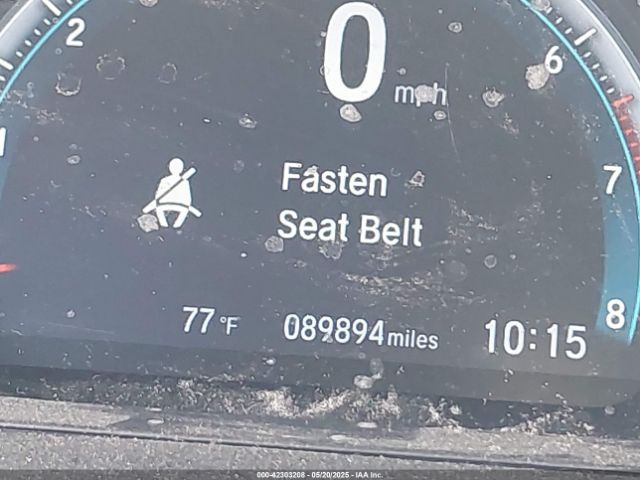 2
0
mph
6
1
Fasten
7
Seat Belt
8
77 °F
089894 miles
10:15
000-42303208 - 05/20/2025 - IAA Inc.